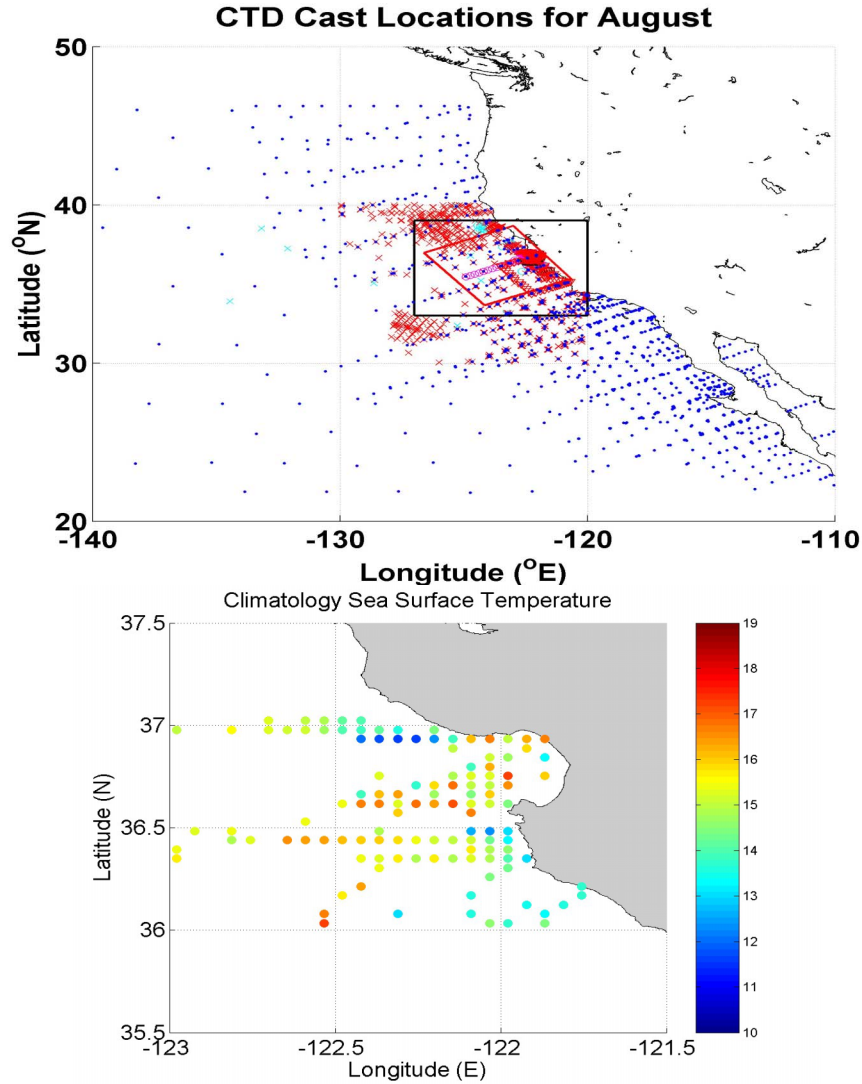 CTD Cast Locations for August
50
40
30
20
Latitude (°N)
-140 -130 -120 -110
Longitude (°E)
Climatology Sea Surface Temperature
37.5
37
36.5
36
35.5
Latitude (N)
-123 -122.5 -122 -121.5
Longitude (E)
19
18
17
16
15
14
13
12
11
10